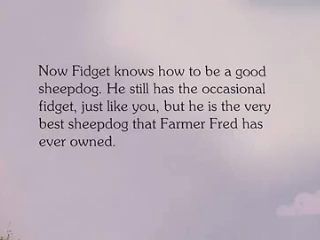 Now Fidget knows how to be a good
sheepdog. He still has the occasional
fidget, just like you, but he is the very
best sheepdog that Farmer Fred has
ever owned.